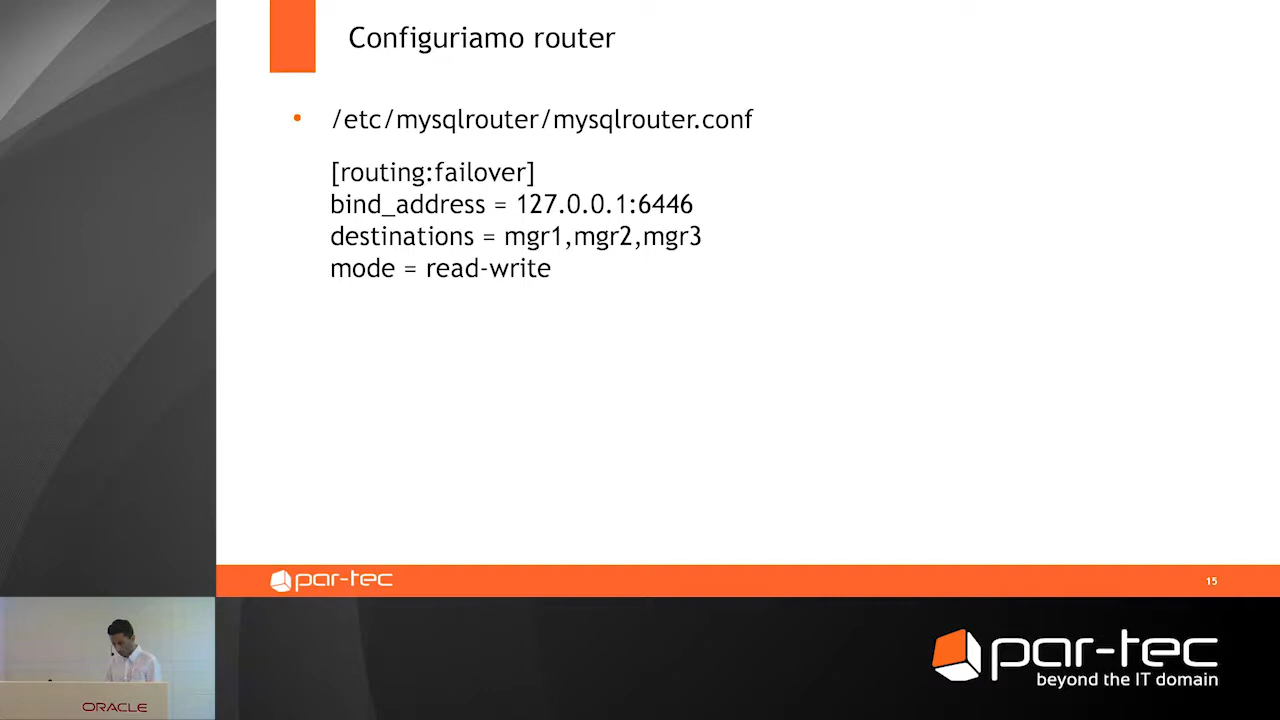 Configuriamo router
• /etc/mysqlrouter/mysqlrouter.conf
[routing:failover]
bind_address = 127.0.0.1:6446
destinations = mgr1,mgr2,mgr3
mode = read-write
par-tec
15
ORACLE
par-tec
beyond the IT domain